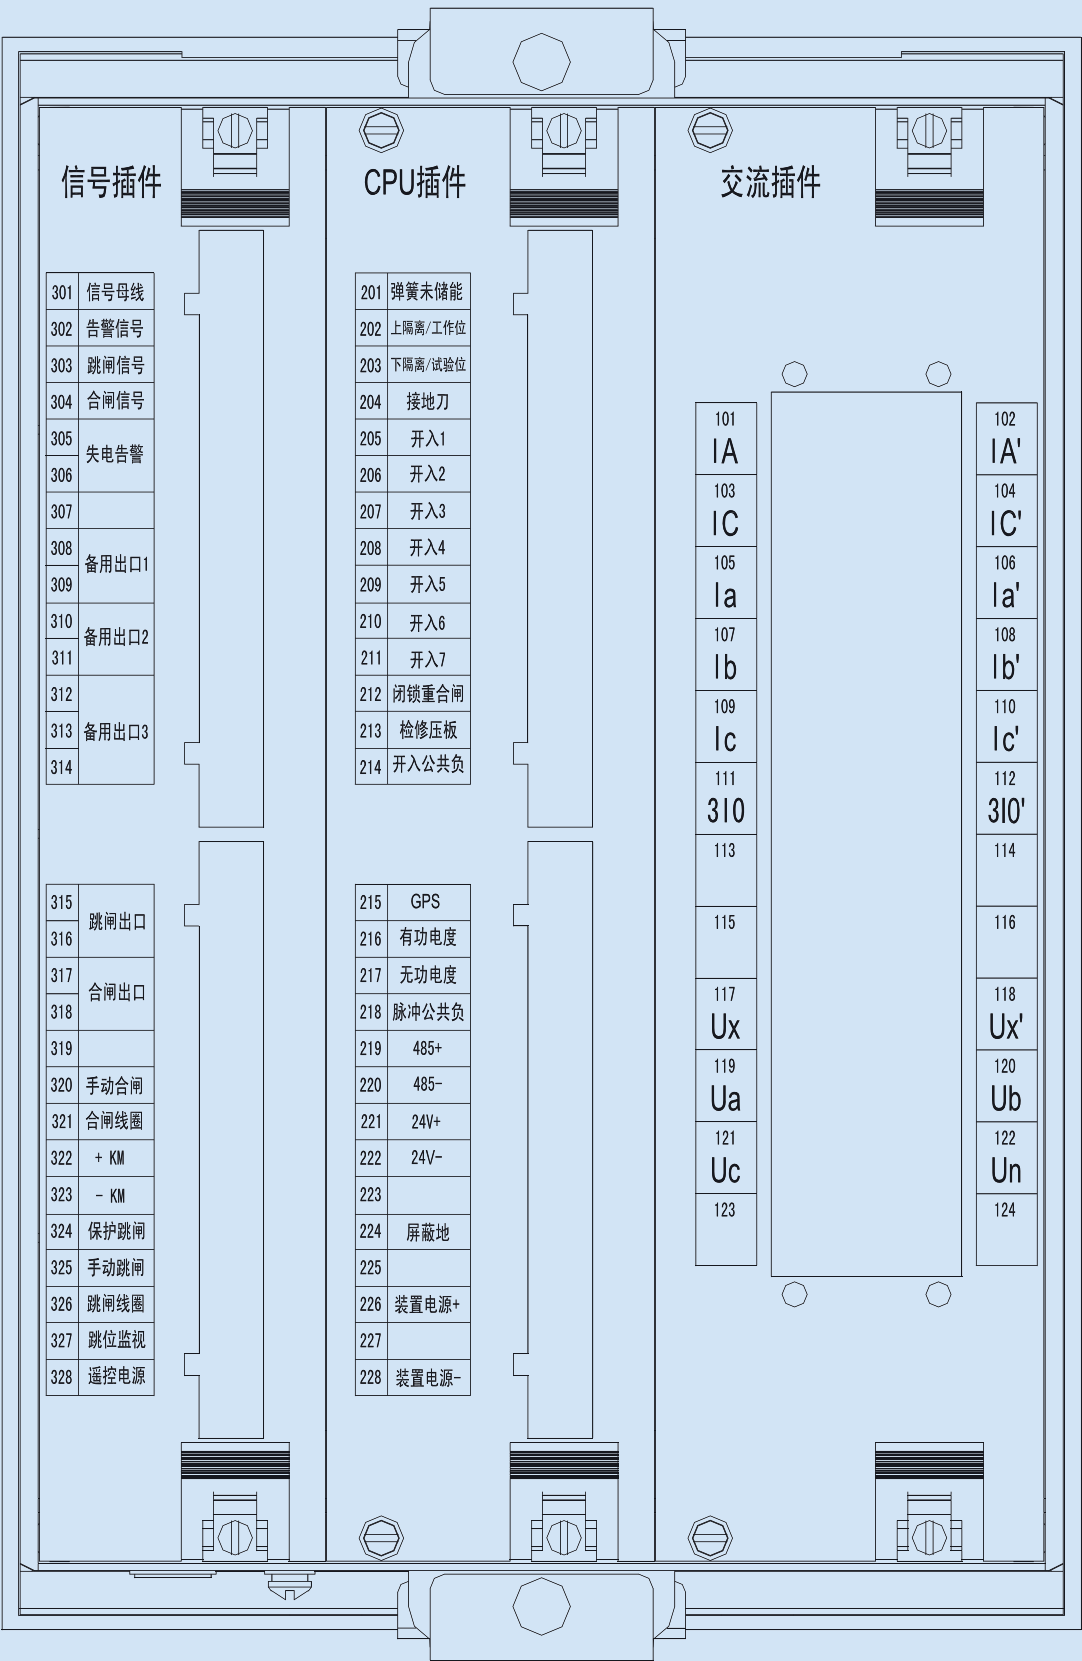 信号插件
301 信号母线
302 告警信号
303 跳闸信号
304 合闸信号
305
失电告警
306
307
308
备用出口1
309
310
备用出口2
311
312
313 备用出口3
314
315
跳闸出口
316
317
合闸出口
318
319
320 手动合闸
321 合闸线圈
322 + KM
323 - KM
324 保护跳闸
325 手动跳闸
326 跳闸线圈
327 跳位监视
328 遥控电源
CPU插件
201 弹簧未储能
202 上隔离/工作位
203 下隔离/试验位
204 接地刀
205 开入1
206 开入2
207 开入3
208 开入4
209 开入5
210 开入6
211 开入7
212 闭锁重合闸
213 检修压板
214 开入公共负
215 GPS
216 有功电度
217 无功电度
218 脉冲公共负
219 485+
220 485-
221 24V+
222 24V-
223
224 屏蔽地
225
226 装置电源+
227
228 装置电源-
交流插件
101 102
IA IA'
103 104
IC IC'
105 106
Ia Ia'
107 108
Ib Ib'
109 110
Ic Ic'
111 112
3I0 3I0'
113 114
115 116
117 118
Ux Ux'
119 120
Ua Ub
121 122
Uc Un
123 124